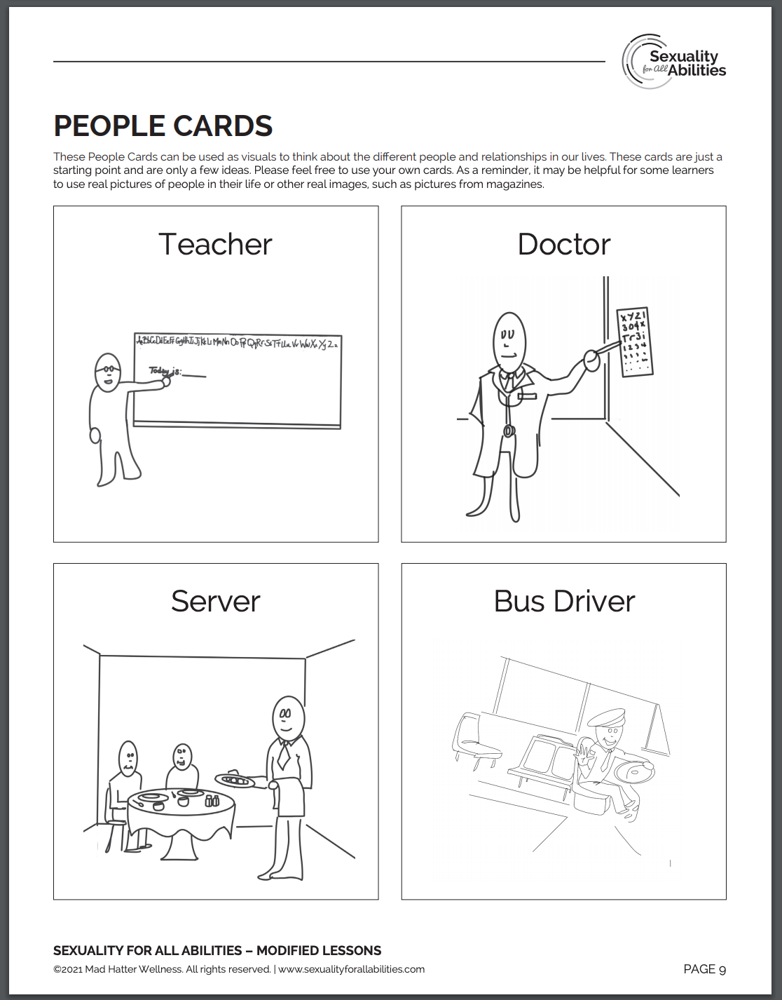 Sexuality
for All Abilities
PEOPLE CARDS
These People Cards can be used as visuals to think about the different people and relationships in our lives. These cards are just a
starting point and are only a few ideas. Please feel free to use your own cards. As a reminder, it may be helpful for some learners
to use real pictures of people in their life or other real images, such as pictures from magazines.
Teacher
AaBbCcDdEeFfGgHhIiJjKkLlMmNnOoPpQqRrSsTtUuVvWwXxYyZz
Today is:
Doctor
XYZ1
304x
Tr3i
1234
Server
Bus Driver
SEXUALITY FOR ALL ABILITIES – MODIFIED LESSONS
©2021 Mad Hatter Wellness. All rights reserved. | www.sexualityforallabilities.com
PAGE 9